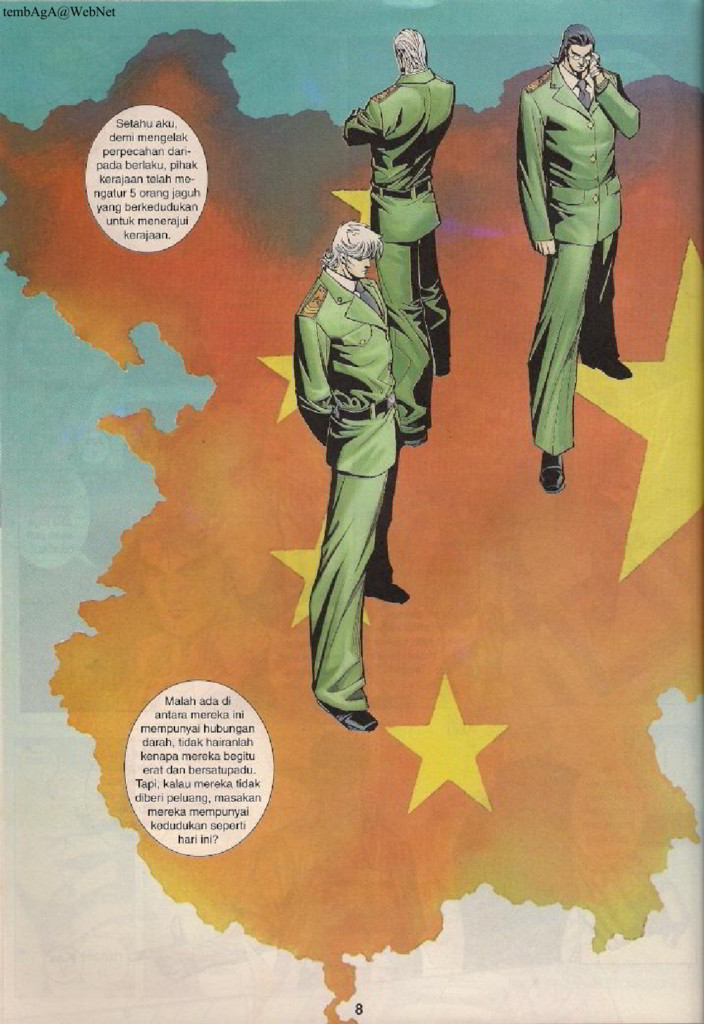 tembAgA@WebNet
Setahu aku,
demi mengelak
perpecahan dari-
pada berlaku, pihak
kerajaan telah me-
ngatur 5 orang jaguh
yang berkedudukan
untuk menerajui
kerajaan.
Malah ada di
antara mereka ini
mempunyai hubungan
darah, tidak hairanlah
kenapa mereka begitu
erat dan bersatupadu.
Tapi, kalau mereka tidak
diberi peluang, masakan
mereka mempunyai
kedudukan seperti
hari ini?
8